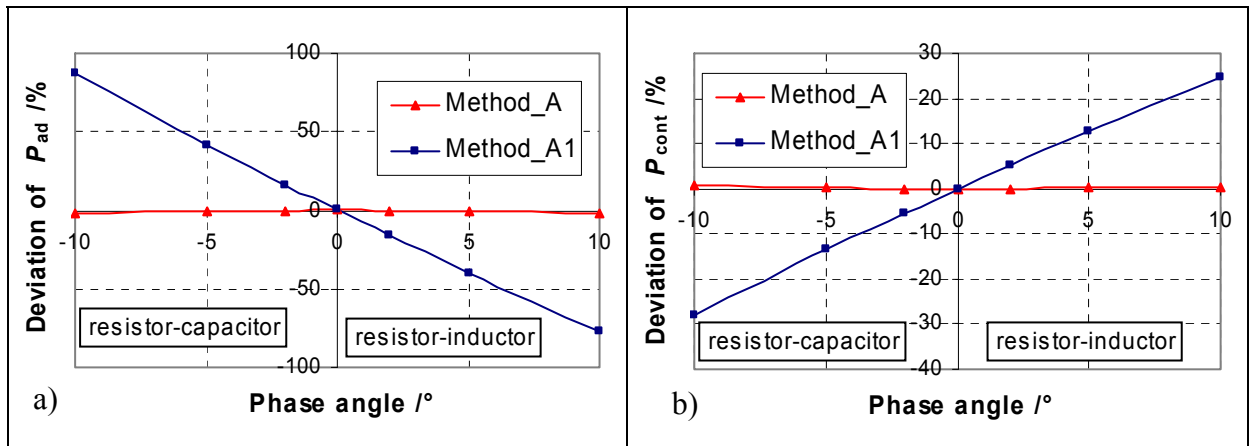 100
50
0
-50
-100
-10
-5
0
5
10
Deviation of P_ad /%
Method_A
Method_A1
resistor-capacitor
resistor-inductor
a)
Phase angle /°
30
20
10
0
-10
-20
-30
-40
-10
-5
0
5
10
Deviation of P_cont /%
Method_A
Method_A1
resistor-capacitor
resistor-inductor
b)
Phase angle /°